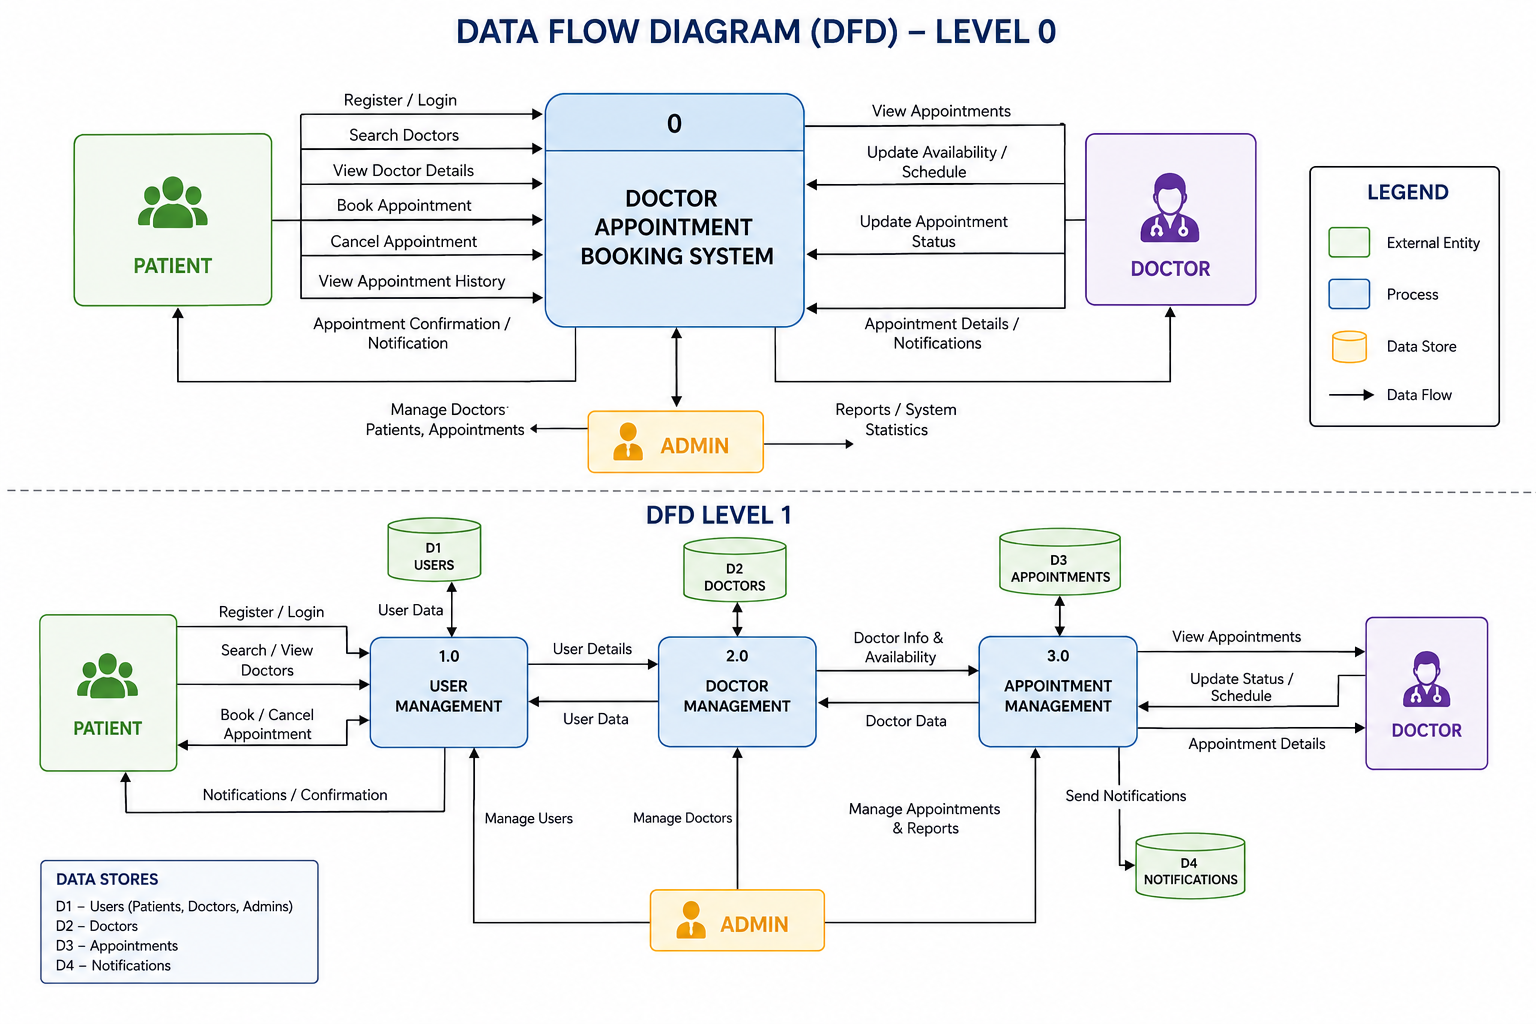 DATA FLOW DIAGRAM (DFD) – LEVEL 0
Register / Login
Search Doctors
View Doctor Details
Book Appointment
Cancel Appointment
View Appointment History
Appointment Confirmation /
Notification
PATIENT
0
DOCTOR
APPOINTMENT
BOOKING SYSTEM
View Appointments
Update Availability /
Schedule
Update Appointment
Status
Appointment Details /
Notifications
DOCTOR
LEGEND
External Entity
Process
Data Store
Data Flow
Manage Doctors
Patients, Appointments
ADMIN
Reports / System
Statistics
DFD LEVEL 1
D1
USERS
D2
DOCTORS
D3
APPOINTMENTS
User Data
Register / Login
Search / View
Doctors
Book / Cancel
Appointment
Notifications / Confirmation
PATIENT
1.0
USER
MANAGEMENT
User Details
User Data
2.0
DOCTOR
MANAGEMENT
Doctor Info &
Availability
Doctor Data
3.0
APPOINTMENT
MANAGEMENT
View Appointments
Update Status /
Schedule
Appointment Details
DOCTOR
Manage Users
Manage Doctors
Manage Appointments
& Reports
Send Notifications
D4
NOTIFICATIONS
ADMIN
DATA STORES
D1 – Users (Patients, Doctors, Admins)
D2 – Doctors
D3 – Appointments
D4 – Notifications